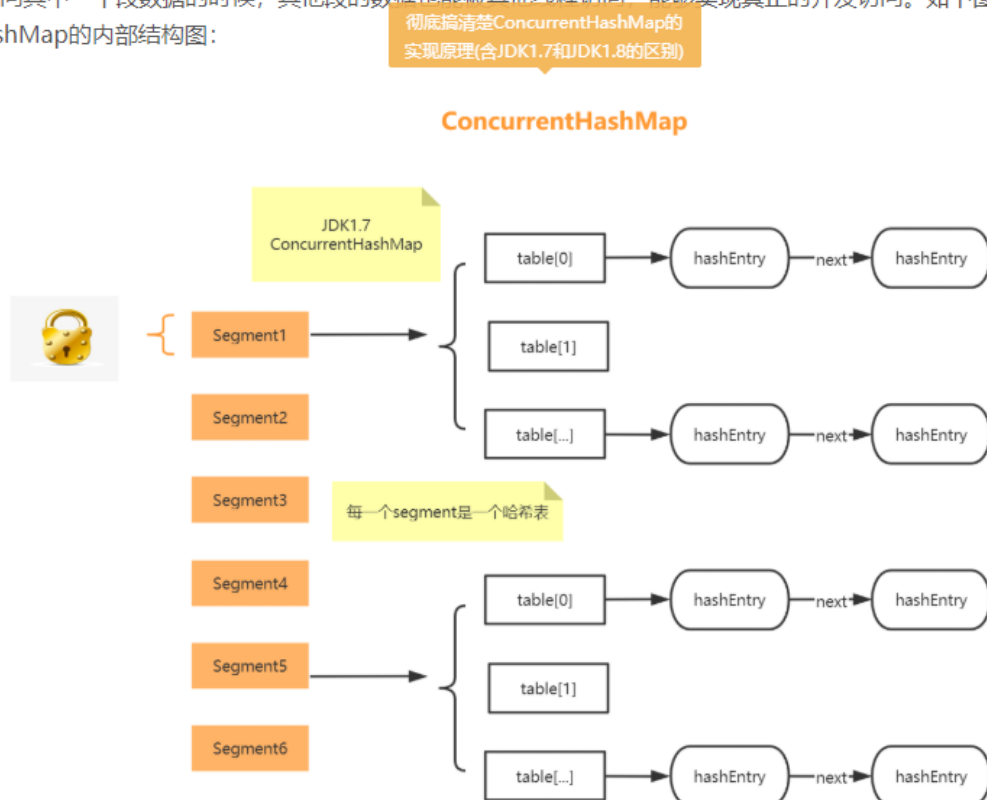 hMap的内部结构图：
彻底搞清楚ConcurrentHashMap的
实现原理(含JDK1.7和JDK1.8的区别)
ConcurrentHashMap
JDK1.7
ConcurrentHashMap
table[0] hashEntry next hashEntry
Segment1
table[1]
Segment2
table[...] hashEntry next hashEntry
Segment3
每一个segment是一个哈希表
Segment4
table[0] hashEntry next hashEntry
Segment5
table[1]
Segment6
table[...] hashEntry next hashEntry